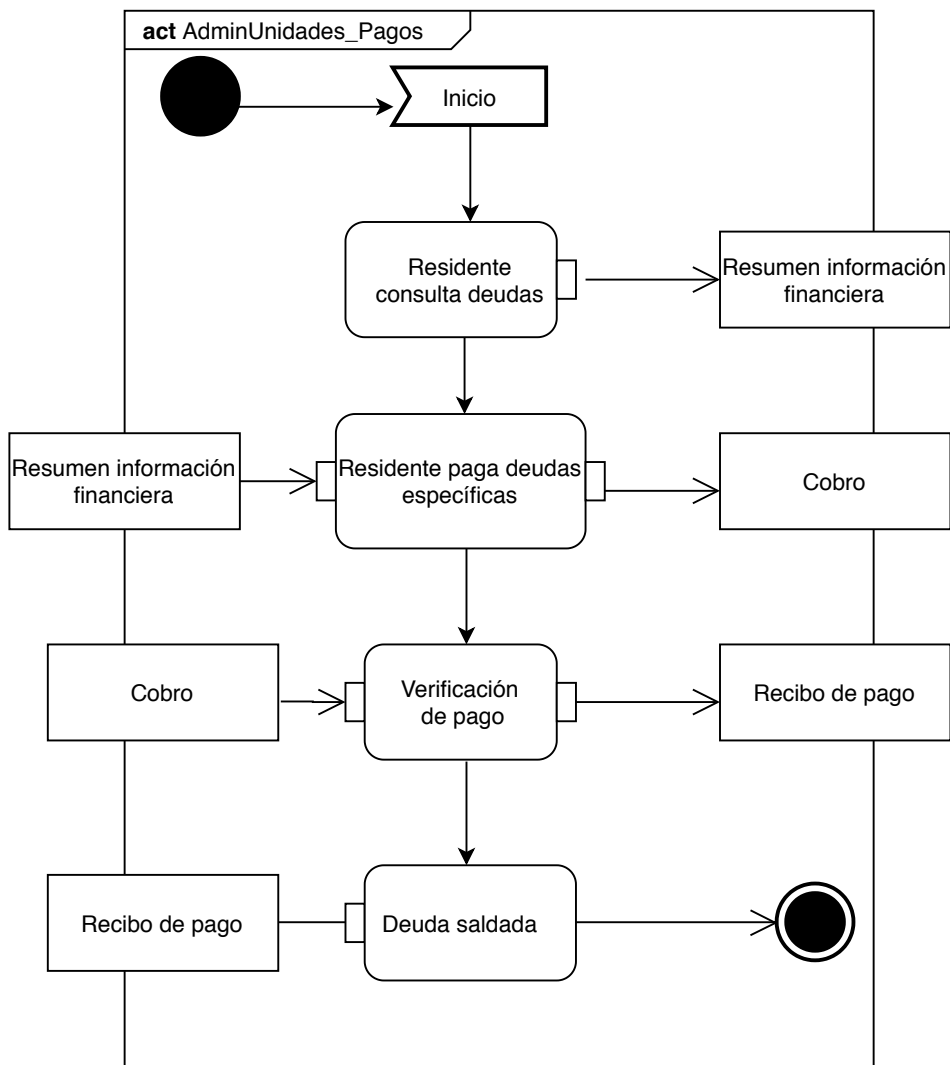 act AdminUnidades_Pagos
Inicio
Residente
consulta deudas
Resumen información
financiera
Resumen información
financiera
Residente paga deudas
específicas
Cobro
Cobro
Verificación
de pago
Recibo de pago
Recibo de pago
Deuda saldada